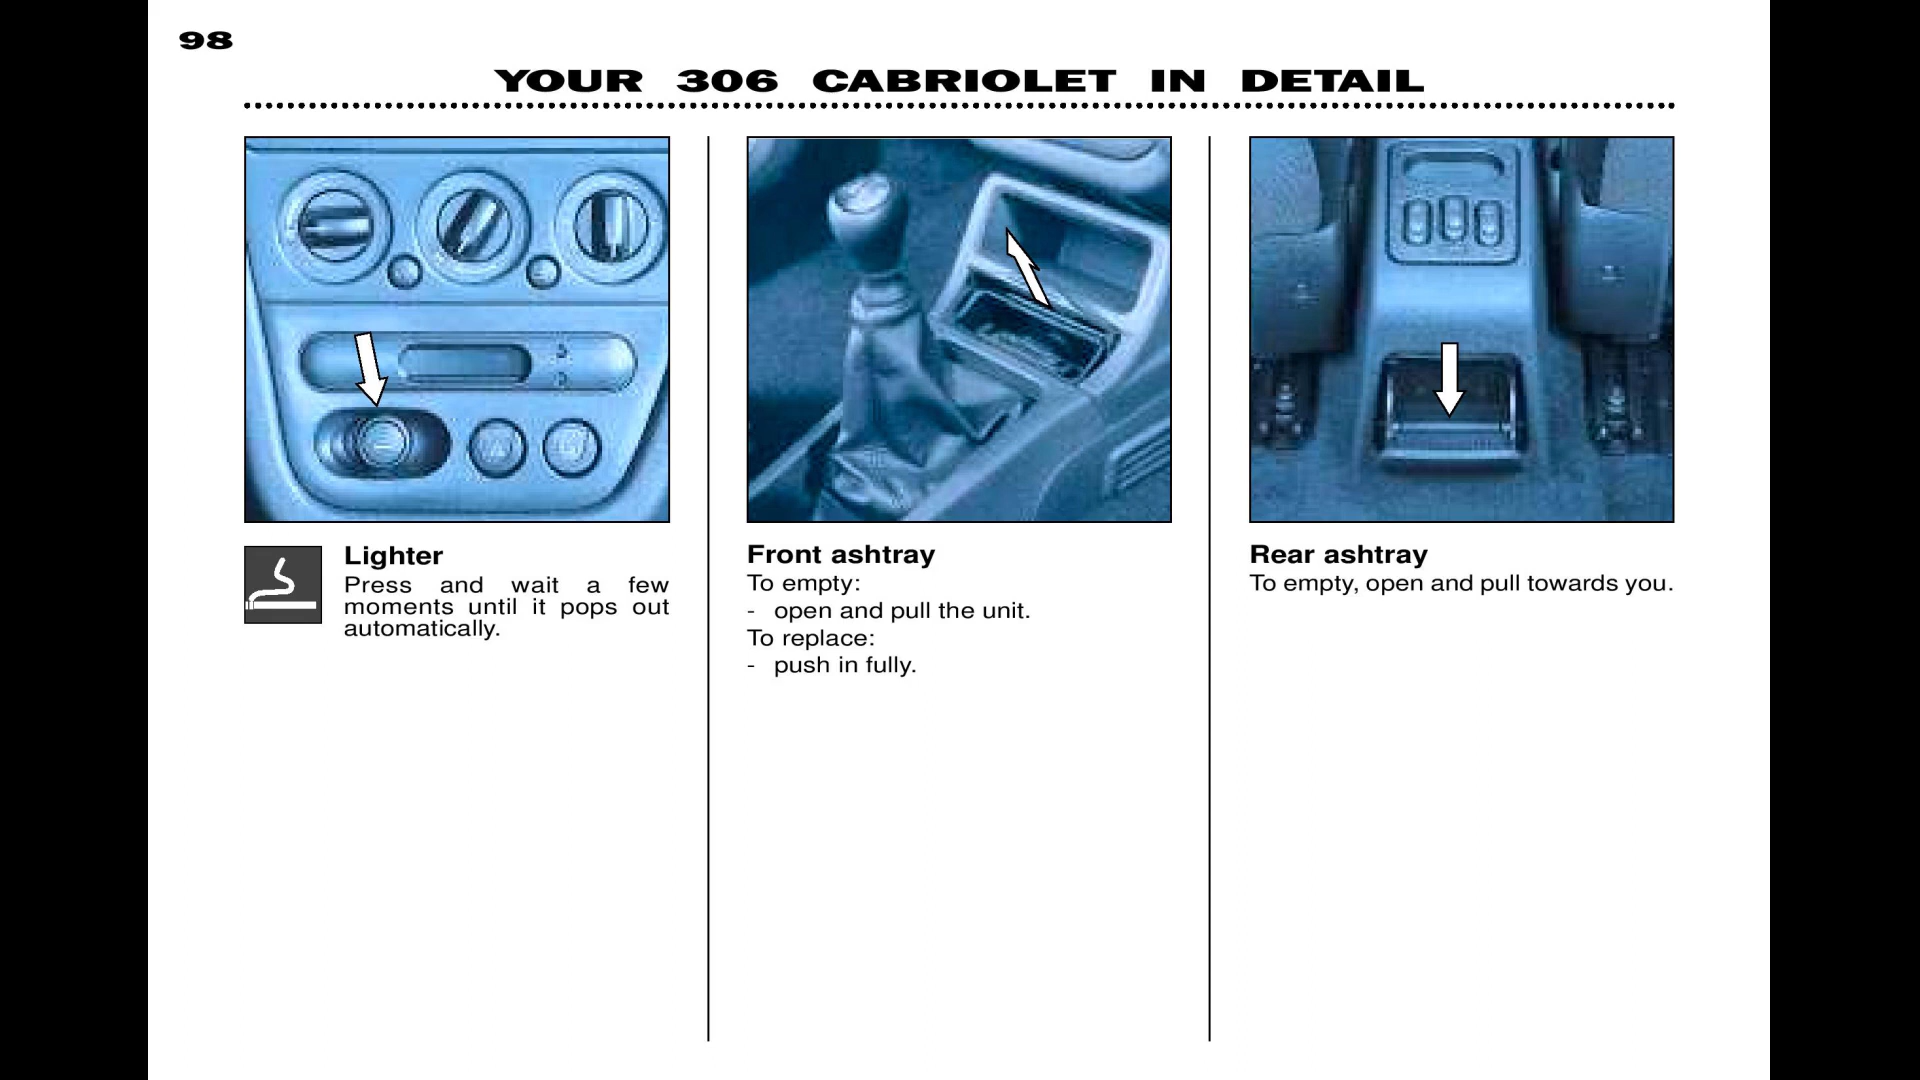 98
YOUR 306 CABRIOLET IN DETAIL
Lighter
Press and wait a few
moments until it pops out
automatically.
Front ashtray
To empty:
- open and pull the unit.
To replace:
- push in fully.
Rear ashtray
To empty, open and pull towards you.